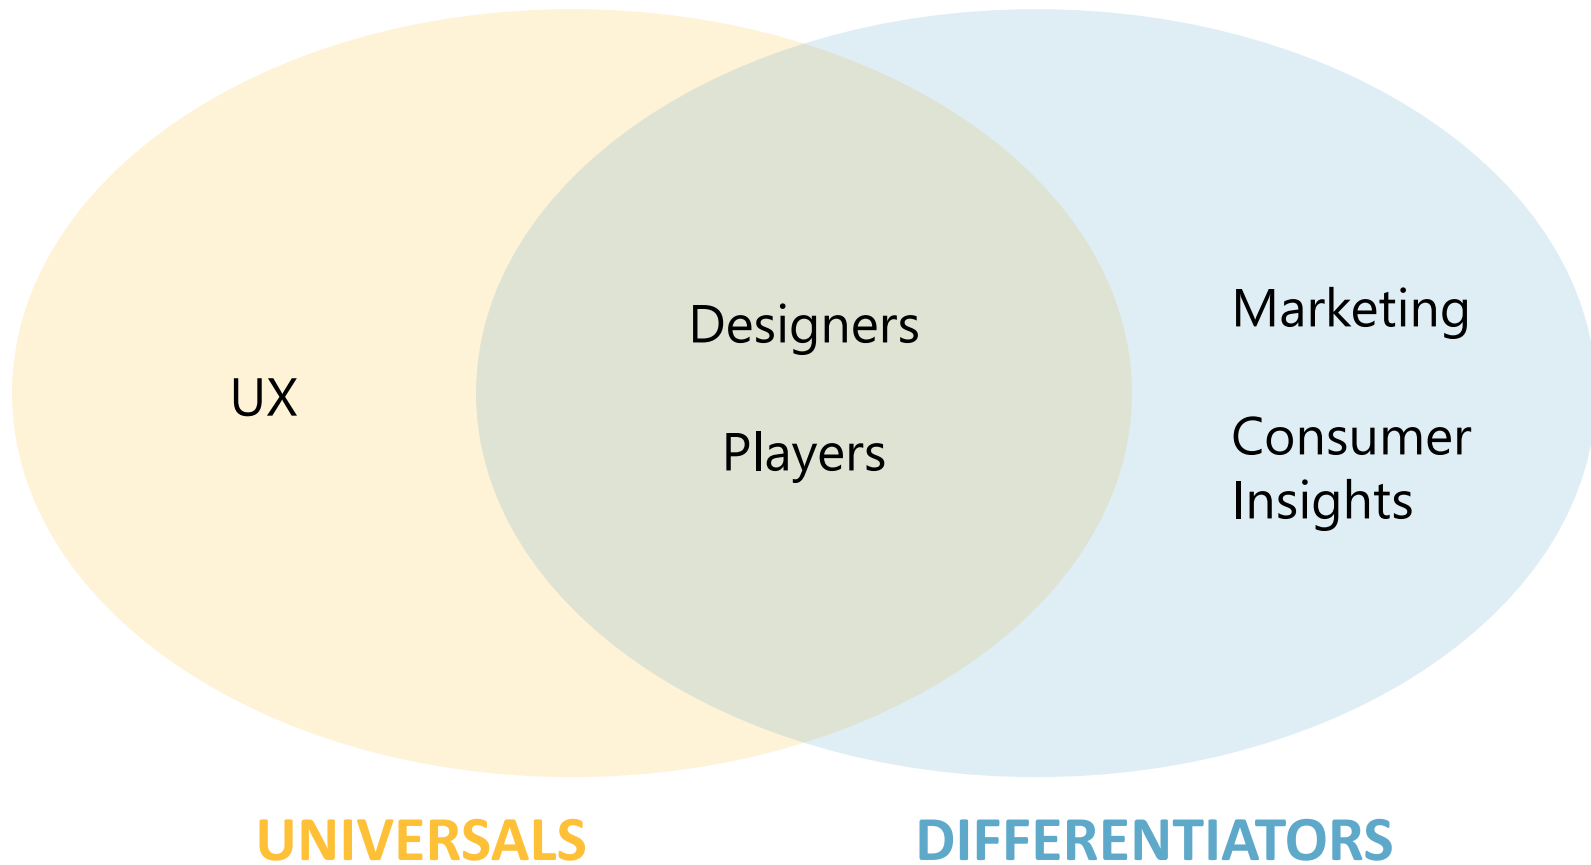 UX
Designers
Players
Marketing
Consumer
Insights
UNIVERSALS
DIFFERENTIATORS